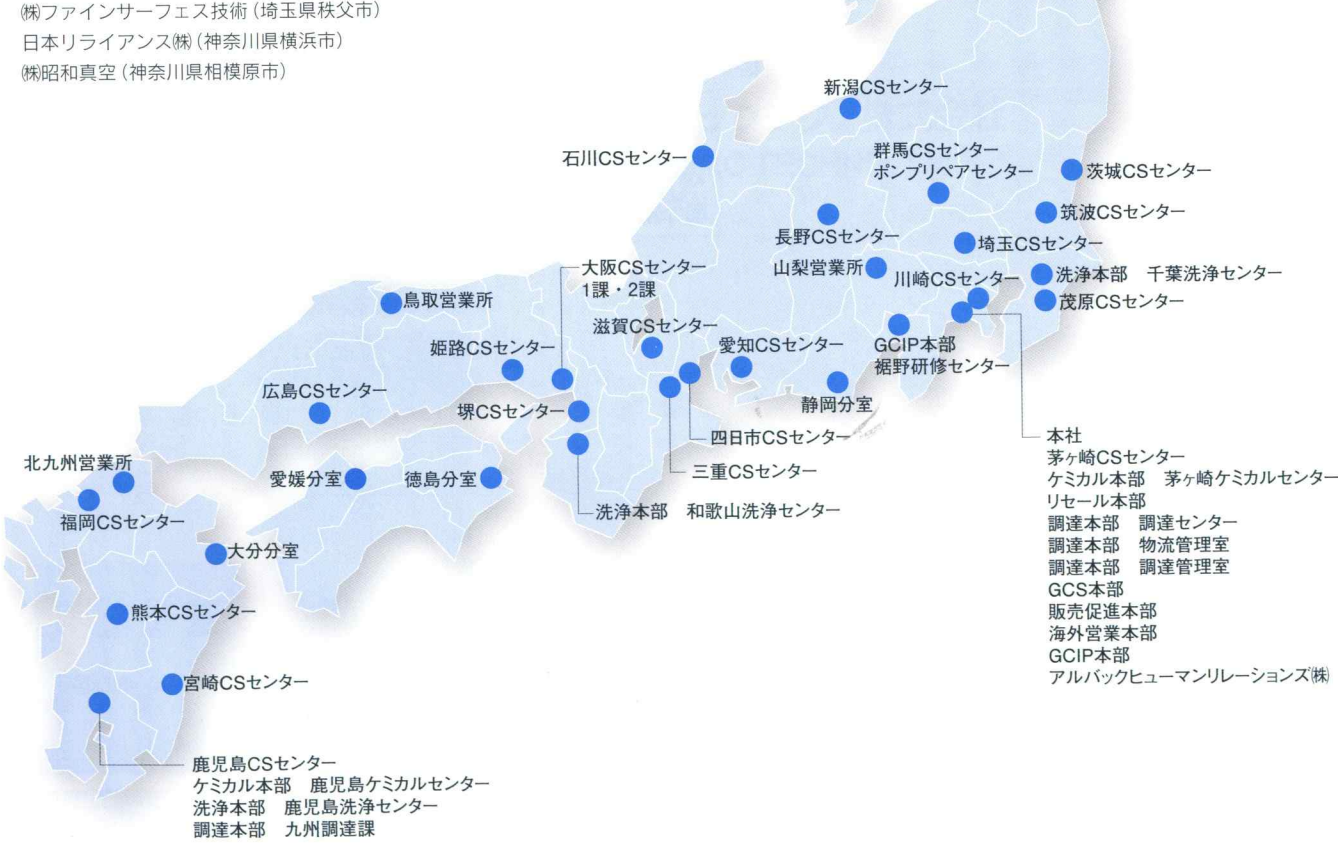 ㈱ファインサーフェス技術(埼玉県秩父市)
日本リライアンス㈱(神奈川県横浜市)
㈱昭和真空(神奈川県相模原市)
新潟CSセンター
石川CSセンター
群馬CSセンター
ポンプリペアセンター
茨城CSセンター
筑波CSセンター
長野CSセンター
埼玉CSセンター
山梨営業所
川崎CSセンター
洗浄本部 千葉洗浄センター
茂原CSセンター
大阪CSセンター
1課・2課
鳥取営業所
滋賀CSセンター
姫路CSセンター
愛知CSセンター
GCIP本部
裾野研修センター
広島CSセンター
堺CSセンター
静岡分室
四日市CSセンター
三重CSセンター
洗浄本部 和歌山洗浄センター
北九州営業所
福岡CSセンター
愛媛分室
徳島分室
大分分室
熊本CSセンター
宮崎CSセンター
本社
茅ヶ崎CSセンター
ケミカル本部 茅ヶ崎ケミカルセンター
リセール本部
調達本部 調達センター
調達本部 物流管理室
調達本部 調達管理室
GCS本部
販売促進本部
海外営業本部
GCIP本部
アルバックヒューマンリレーションズ㈱
鹿児島CSセンター
ケミカル本部 鹿児島ケミカルセンター
洗浄本部 鹿児島洗浄センター
調達本部 九州調達課